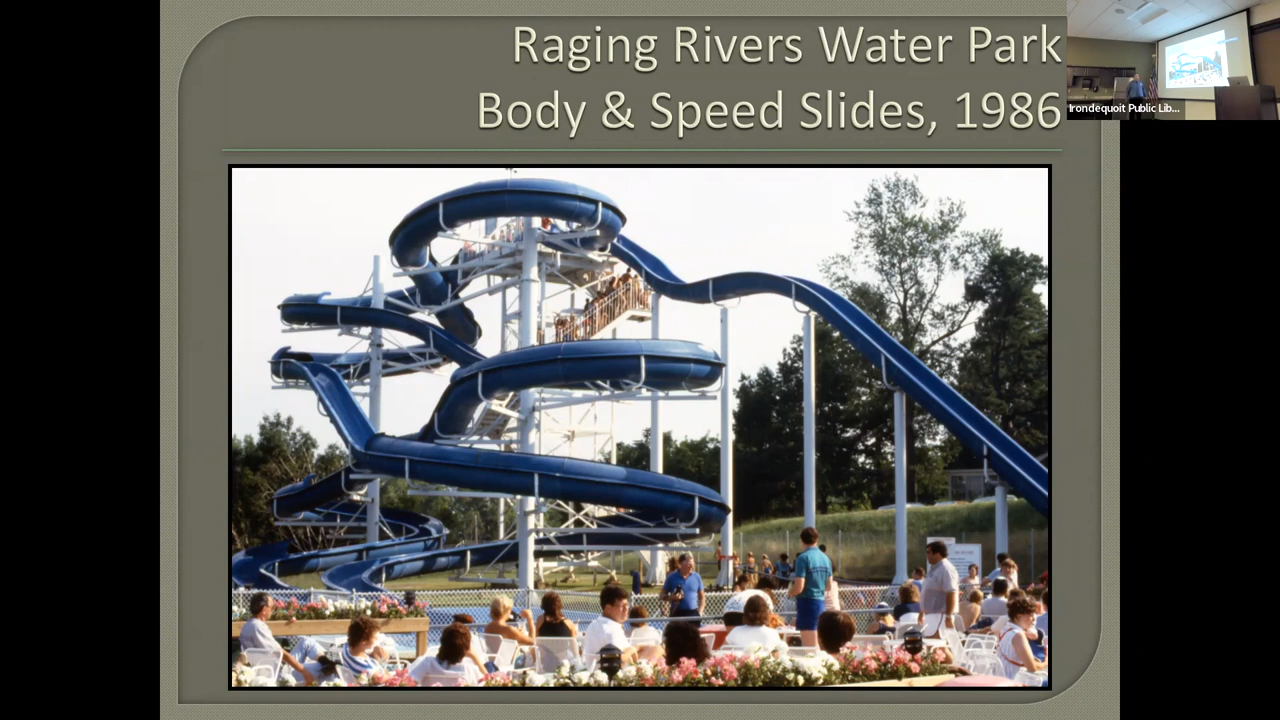 Raging Rivers Water Park
Body & Speed Slides, 1986
Irondequoit Public Lib...